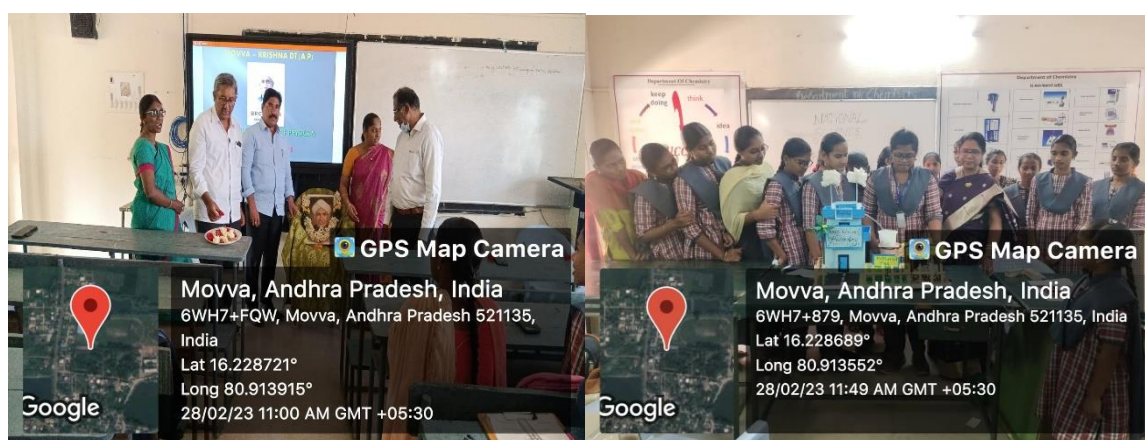 MOVVA - KRISHNA DT (A P)
GPS Map Camera
Movva, Andhra Pradesh, India
6WH7+FQW, Movva, Andhra Pradesh 521135,
India
Lat 16.228721°
Long 80.913915°
28/02/23 11:00 AM GMT +05:30
Google
Department Of Chemistry
keep
doing
think
idea
Department of Chemistry
NATIONAL
Department of Chemistry
GPS Map Camera
Movva, Andhra Pradesh, India
6WH7+879, Movva, Andhra Pradesh 521135, India
Lat 16.228689°
Long 80.913552°
28/02/23 11:49 AM GMT +05:30
Google